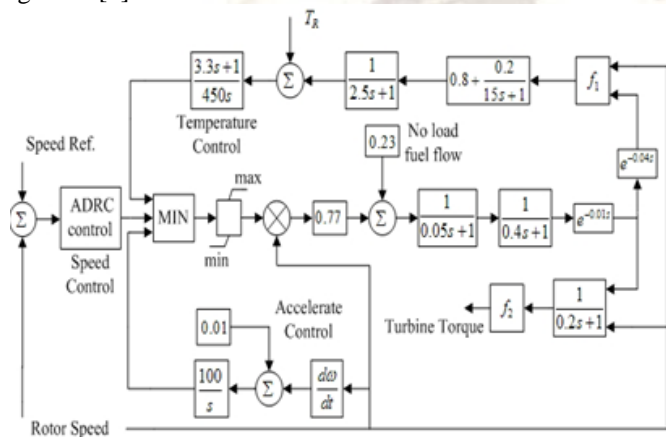 T_R
3.3s+1
450s
Σ
1
2.5s+1
0.8+
0.2
15s+1
f_1
Temperature
Control
0.23
No load
fuel flow
Speed Ref.
max
e^{-0.04s}
Σ
ADRC
control
MIN
0.77
Σ
1
0.05s+1
1
0.4s+1
e^{-0.01s}
min
Speed
Control
Accelerate
Control
0.01
Turbine Torque
f_2
1
0.2s+1
100
s
Σ
dω
dt
Rotor Speed